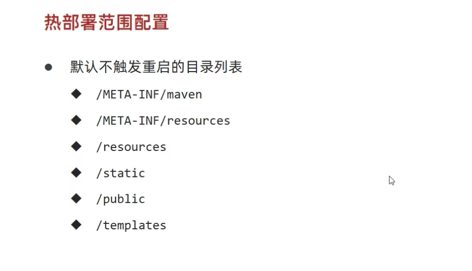 热部署范围配置
默认不触发重启的目录列表
/META-INF/maven
/META-INF/resources
/resources
/static
/public
/templates